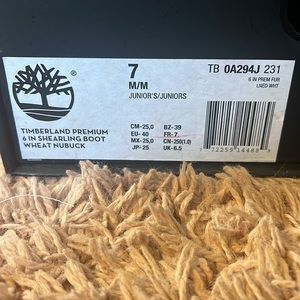 7
M/M
JUNIOR'S/JUNIORS
TB 0A294J 231
6 IN PREM FUR
LNED WHT
TIMBERLAND PREMIUM
6 IN SHEARLING BOOT
WHEAT NUBUCK
CM-25,0 BZ-39
EU- 40 FR-7
MX-25,0 CN-250(1.0)
JP-25 UK-6.5